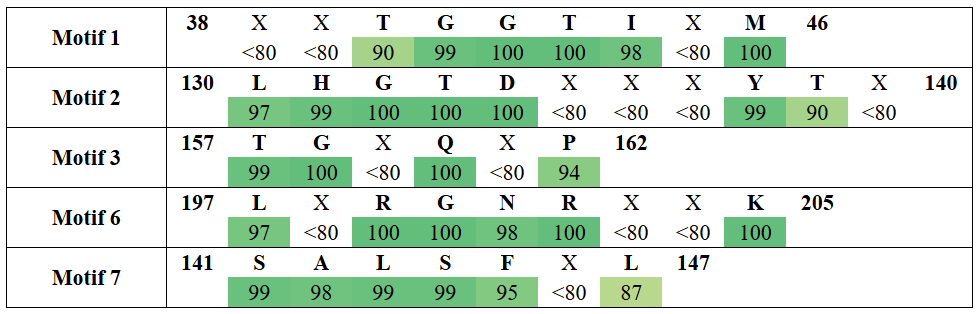 Motif 1 38 X X T G G T I X M 46
<80 <80 90 99 100 100 98 <80 100
Motif 2 130 L H G T D X X X Y T X 140
97 99 100 100 100 <80 <80 <80 99 90 <80
Motif 3 157 T G X Q X P 162
99 100 <80 100 <80 94
Motif 6 197 L X R G N R X X K 205
97 <80 100 100 98 100 <80 <80 100
Motif 7 141 S A L S F X L 147
99 98 99 99 95 <80 87